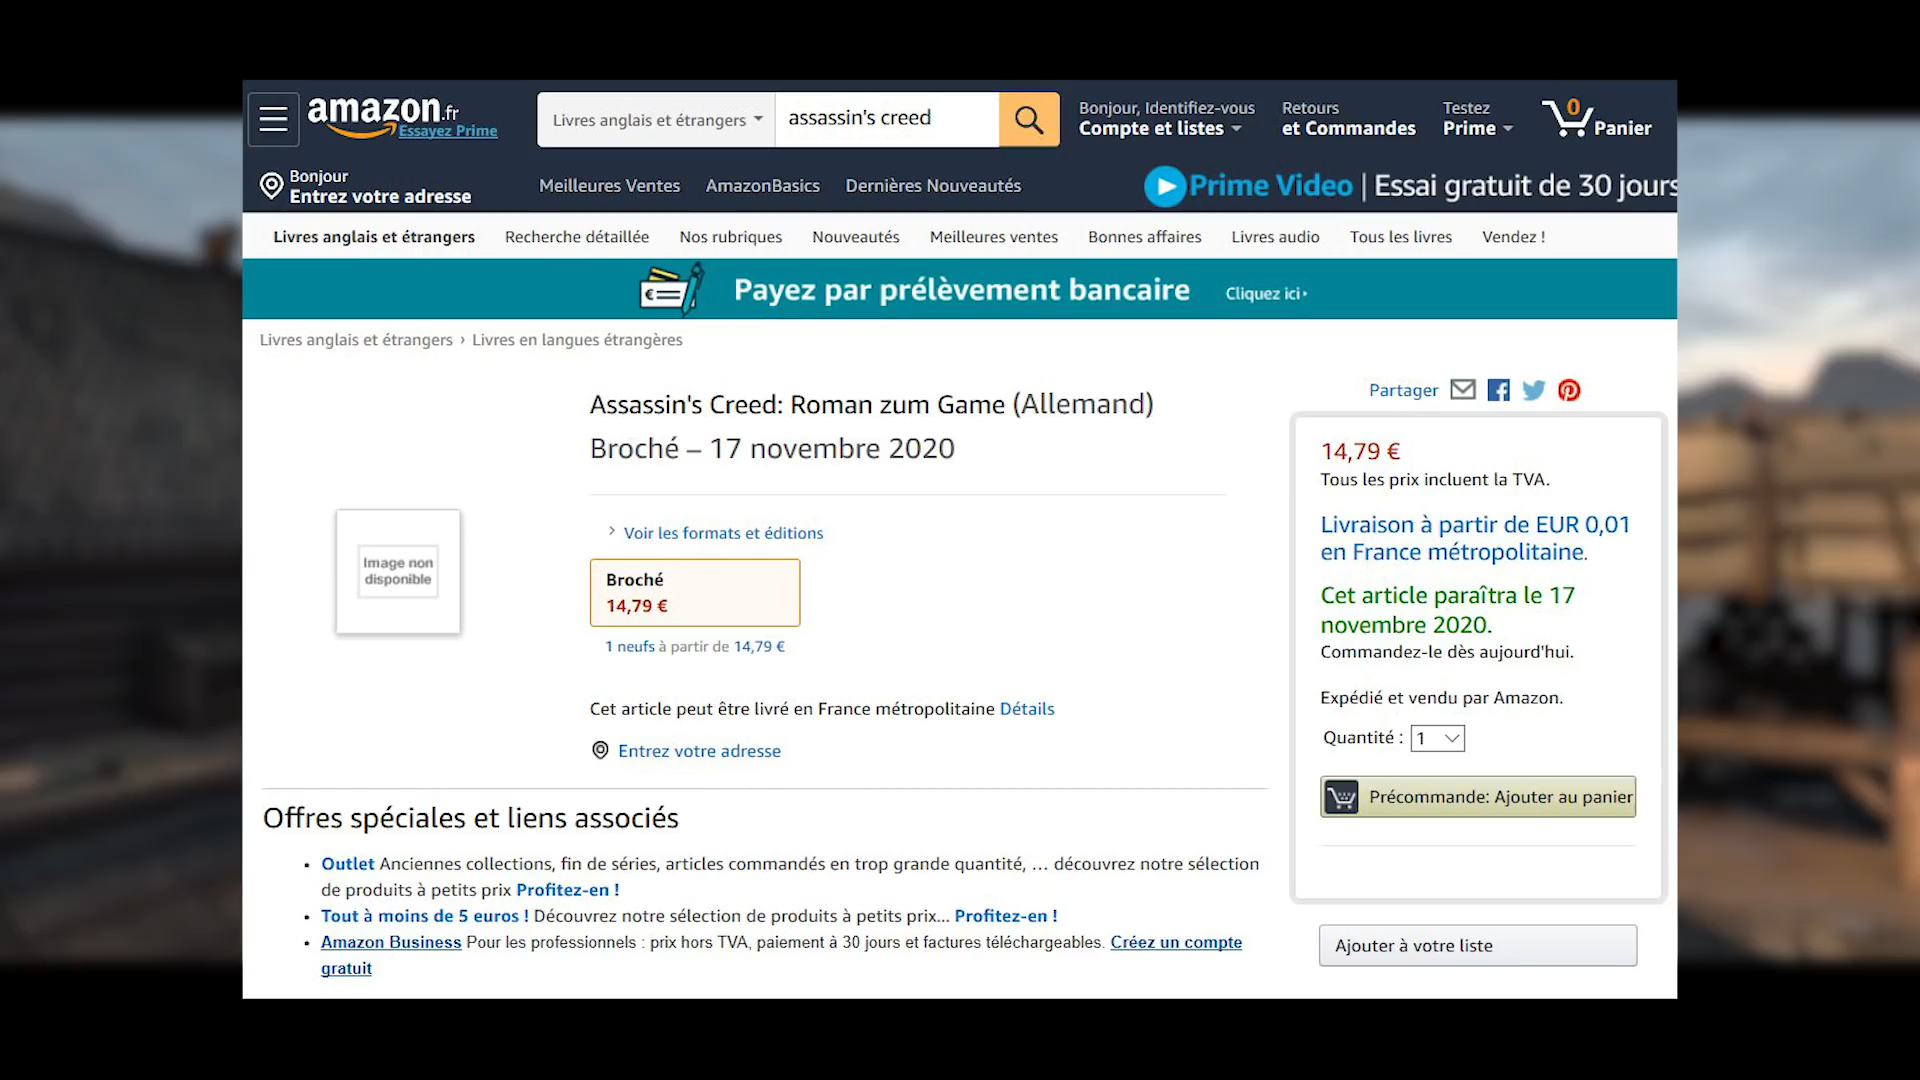 amazon.fr
Essayez Prime
Livres anglais et étrangers
assassin's creed
Bonjour, Identifiez-vous
Compte et listes
Retours
et Commandes
Testez
Prime
0
Panier
Bonjour
Entrez votre adresse
Meilleures Ventes
AmazonBasics
Dernières Nouveautés
Prime Video | Essai gratuit de 30 jours
Livres anglais et étrangers
Recherche détaillée
Nos rubriques
Nouveautés
Meilleures ventes
Bonnes affaires
Livres audio
Tous les livres
Vendez !
€
Payez par prélèvement bancaire
Cliquez ici
Livres anglais et étrangers › Livres en langues étrangères
Image non
disponible
Assassin's Creed: Roman zum Game (Allemand)
Broché – 17 novembre 2020
Voir les formats et éditions
Broché
14,79 €
1 neufs à partir de 14,79 €
Cet article peut être livré en France métropolitaine Détails
Entrez votre adresse
Partager
14,79 €
Tous les prix incluent la TVA.
Livraison à partir de EUR 0,01
en France métropolitaine.
Cet article paraîtra le 17
novembre 2020.
Commandez-le dès aujourd'hui.
Expédié et vendu par Amazon.
Quantité : 1
Précommande: Ajouter au panier
Ajouter à votre liste
Offres spéciales et liens associés
• Outlet Anciennes collections, fin de séries, articles commandés en trop grande quantité, … découvrez notre sélection
de produits à petits prix Profitez-en !
• Tout à moins de 5 euros ! Découvrez notre sélection de produits à petits prix... Profitez-en !
• Amazon Business Pour les professionnels : prix hors TVA, paiement à 30 jours et factures téléchargeables. Créez un compte
gratuit